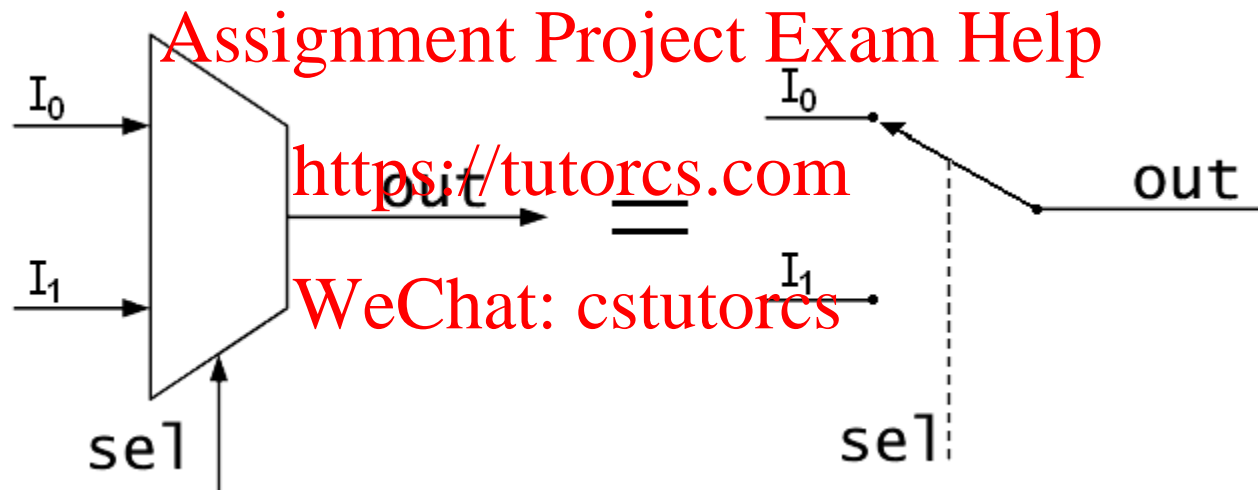 Assignment Project Exam Help
I0
I0
https://tutorcs.com
out
out
I1
I1
WeChat: cstutorcs
sel
sel